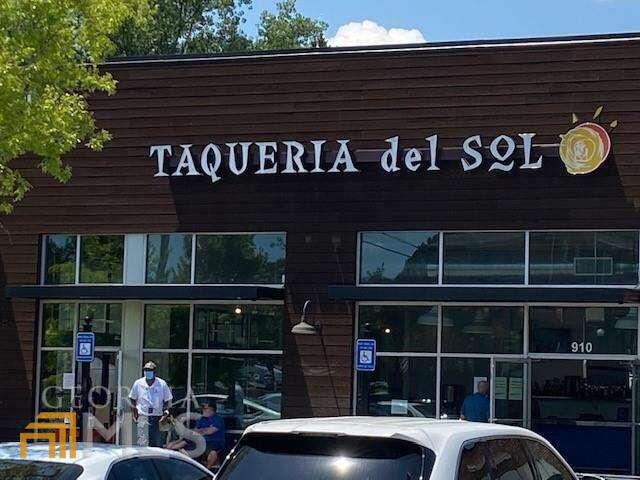 TAQUERIA del SOL
910
GEORGIA
MLS